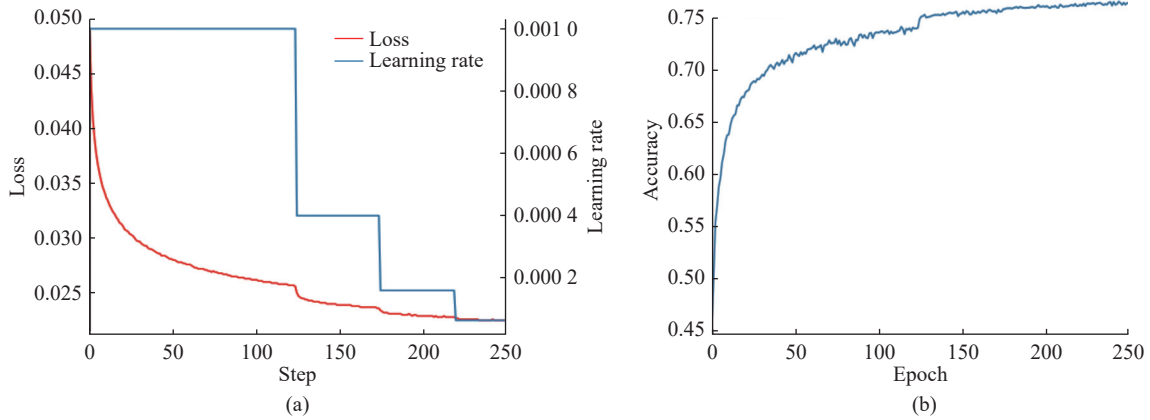 0.050
0.045
0.040
0.035
0.030
0.025
Loss
0 50 100 150 200 250
Step
0.001 0
0.000 8
0.000 6
0.000 4
0.000 2
Learning rate
Loss
Learning rate
(a)
0.75
0.70
0.65
0.60
0.55
0.50
0.45
Accuracy
0 50 100 150 200 250
Epoch
(b)